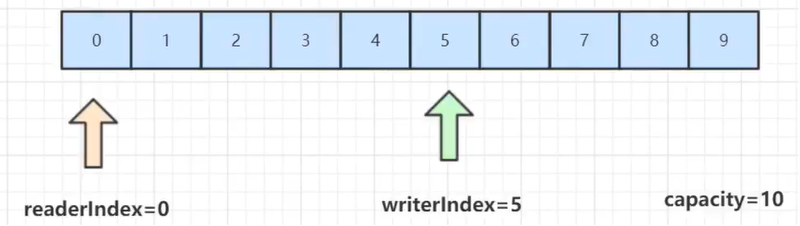 0 1 2 3 4 5 6 7 8 9
readerIndex=0
writerIndex=5
capacity=10